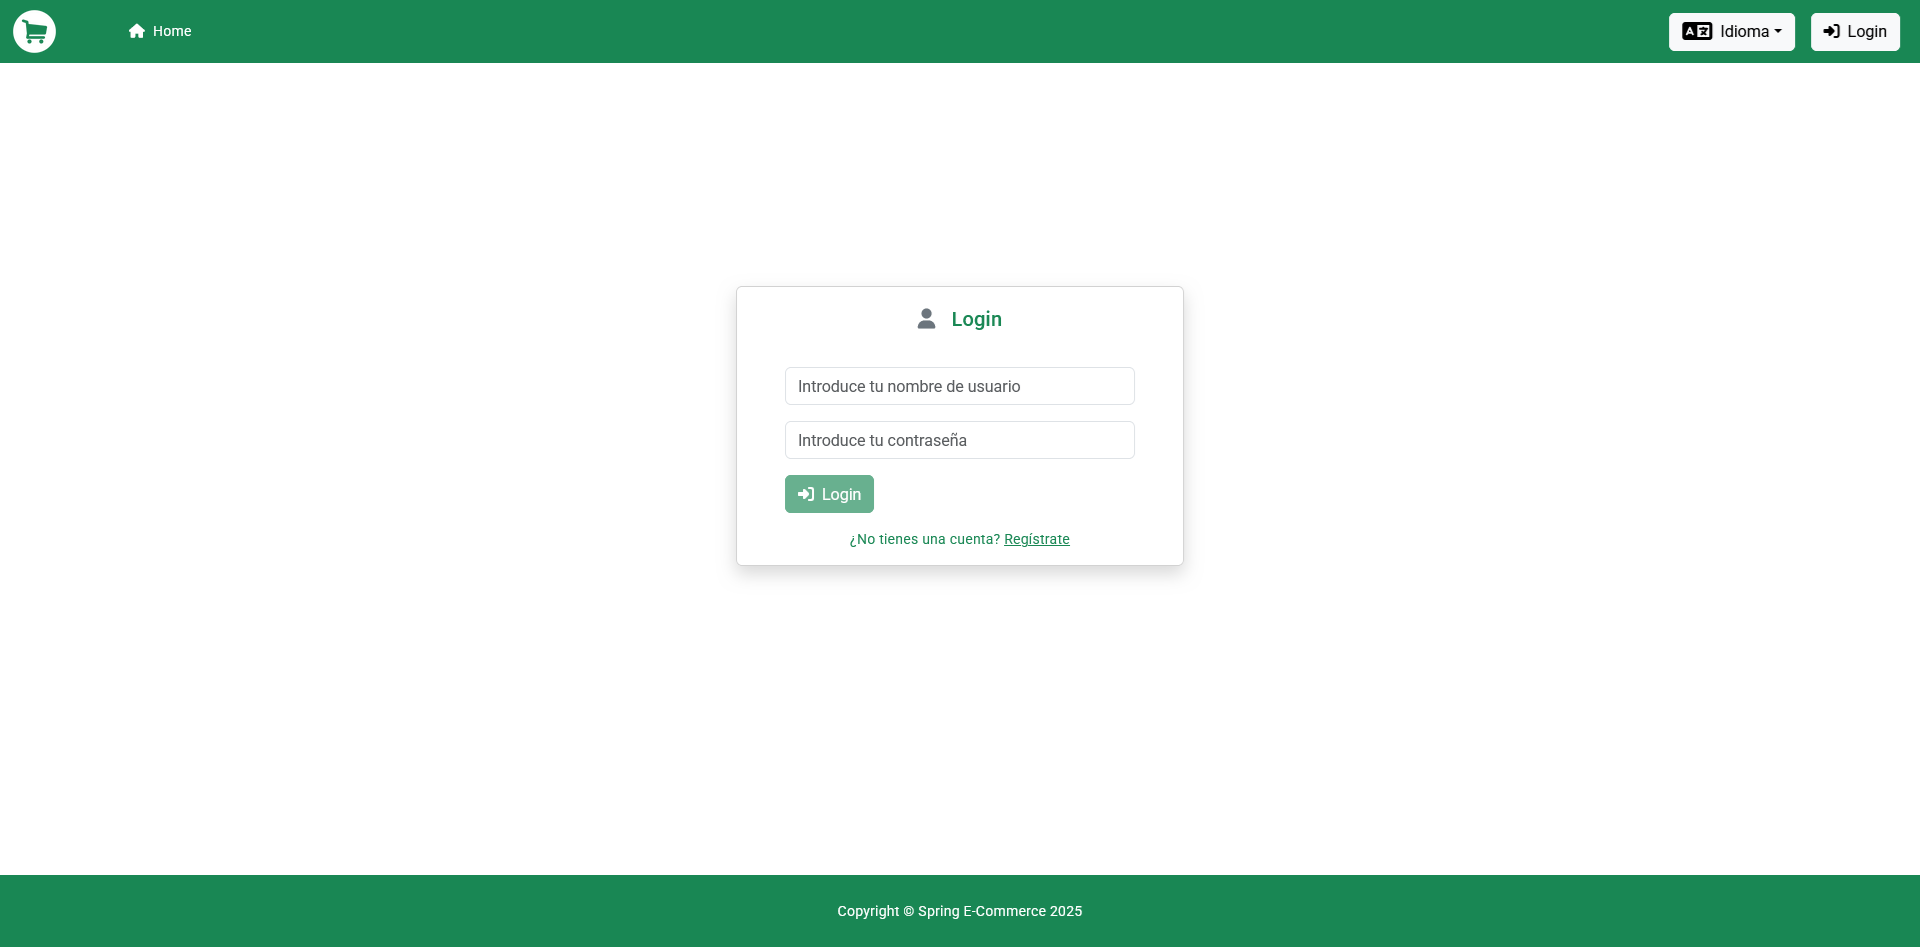 Home
Idioma
Login
Login
Introduce tu nombre de usuario
Introduce tu contraseña
Login
¿No tienes una cuenta? Regístrate
Copyright © Spring E-Commerce 2025